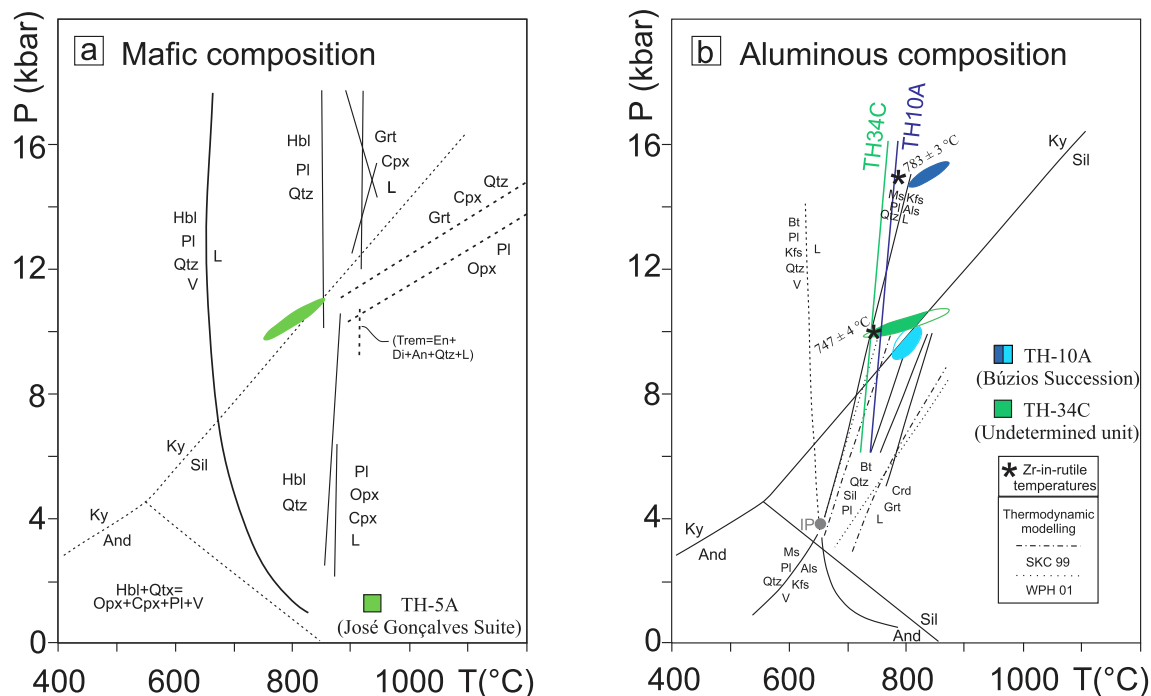 a Mafic composition
P (kbar)
16
12
8
4
0
400
600
800
1000
T(°C)
Hbl
Pl
Qtz
V
L
Hbl
Pl
Qtz
Grt
Cpx
L
Qtz
Cpx
Grt
Pl
Opx
(Trem=En+
Di+An+Qtz+L)
Ky
Sil
Hbl
Qtz
Pl
Opx
Cpx
L
Ky
And
Hbl+Qtx=
Opx+Cpx+Pl+V
TH-5A
(José Gonçalves Suite)
b Aluminous composition
P (kbar)
16
12
8
4
0
400
600
800
1000
T(°C)
TH34C
TH10A
783 ± 3 °C
Ky
Sil
Ms Kfs
Pl Als
Qtz L
Bt
Pl
Kfs
Qtz
V
L
747 ± 4 °C
TH-10A
(Búzios Succession)
TH-34C
(Undetermined unit)
Bt
Qtz
Sil
Pl
Crd
Grt
L
IP
Ky
And
Ms
Pl Als
Qtz Kfs
V
Sil
And
* Zr-in-rutile
temperatures
Thermodynamic
modelling
SKC 99
WPH 01